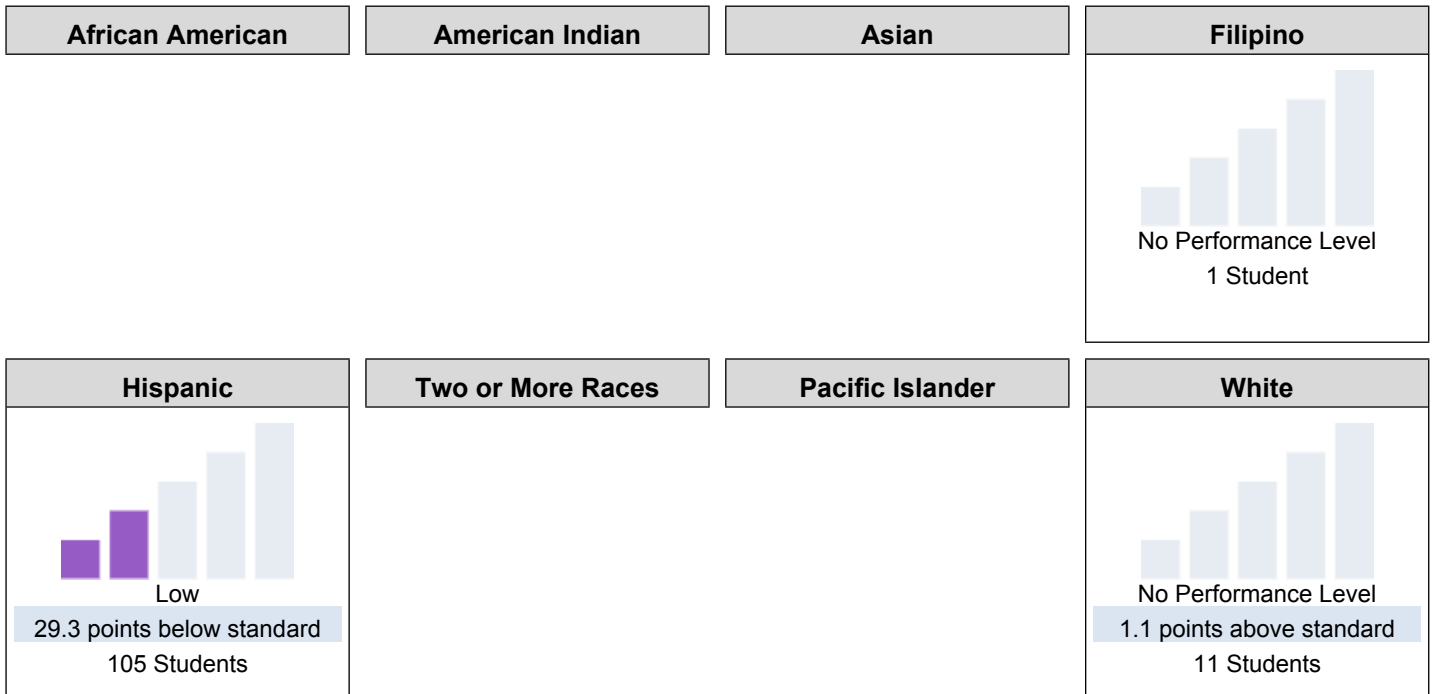 African American
American Indian
Asian
Filipino
No Performance Level
1 Student
Hispanic
Two or More Races
Pacific Islander
White
Low
29.3 points below standard
105 Students
No Performance Level
1.1 points above standard
11 Students